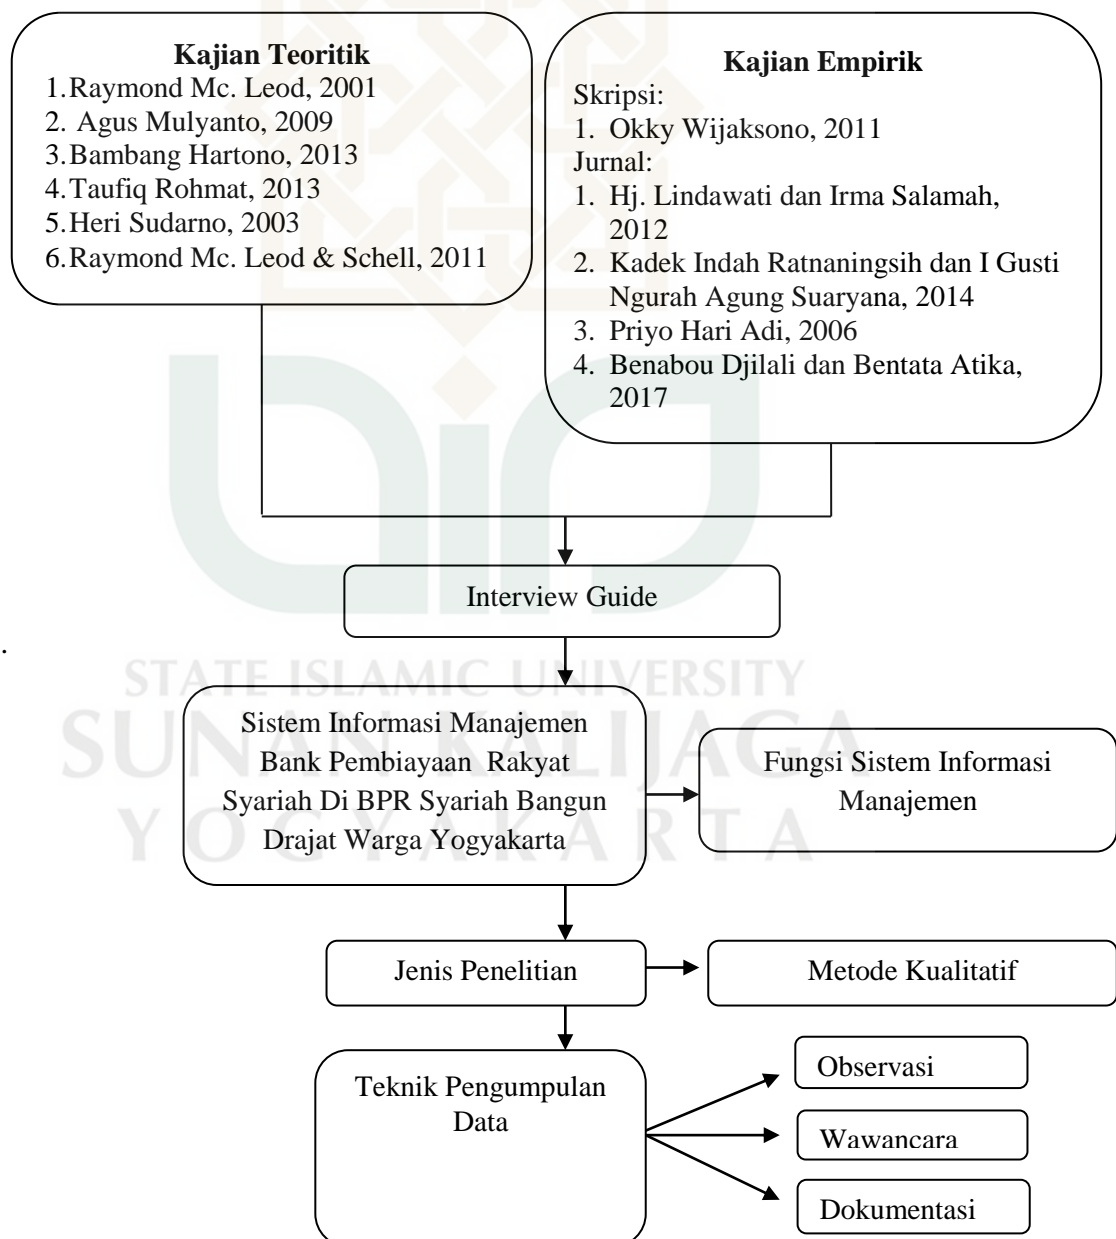 Kajian Teoritik
1. Raymond Mc. Leod, 2001
2. Agus Mulyanto, 2009
3. Bambang Hartono, 2013
4. Taufiq Rohmat, 2013
5. Heri Sudarno, 2003
6. Raymond Mc. Leod & Schell, 2011
Kajian Empirik
Skripsi:
1. Okky Wijaksono, 2011
Jurnal:
1. Hj. Lindawati dan Irma Salamah,
2012
2. Kadek Indah Ratnaningsih dan I Gusti
Ngurah Agung Suaryana, 2014
3. Priyo Hari Adi, 2006
4. Benabou Djilali dan Bentata Atika,
2017
Interview Guide
.
STATE ISLAMIC UNIVERSITY
SUNAN KALIJAGA
YOGYAKARTA
Sistem Informasi Manajemen
Bank Pembiayaan Rakyat
Syariah Di BPR Syariah Bangun
Drajat Warga Yogyakarta
Fungsi Sistem Informasi
Manajemen
Jenis Penelitian
Metode Kualitatif
Teknik Pengumpulan
Data
Observasi
Wawancara
Dokumentasi